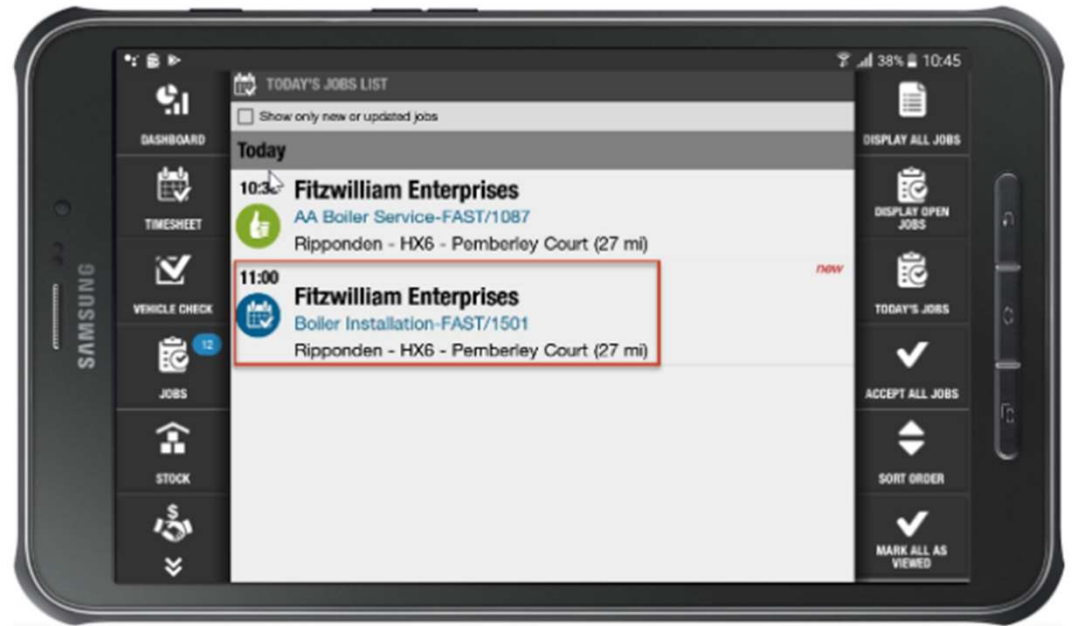 38% 10:45
DASHBOARD
TIMESHEET
VEHICLE CHECK
12
JOBS
STOCK
$
TODAY'S JOBS LIST
Show only new or updated jobs
Today
Fitzwilliam Enterprises
AA Boiler Service-FAST/1087
Ripponden - HX6 - Pemberley Court (27 mi)
new
11:00
Fitzwilliam Enterprises
Boiler Installation-FAST/1501
Ripponden - HX6 - Pemberley Court (27 mi)
DISPLAY ALL JOBS
DISPLAY OPEN
JOBS
TODAY'S JOBS
ACCEPT ALL JOBS
SORT ORDER
MARK ALL AS
VIEWED
SAMSUNG